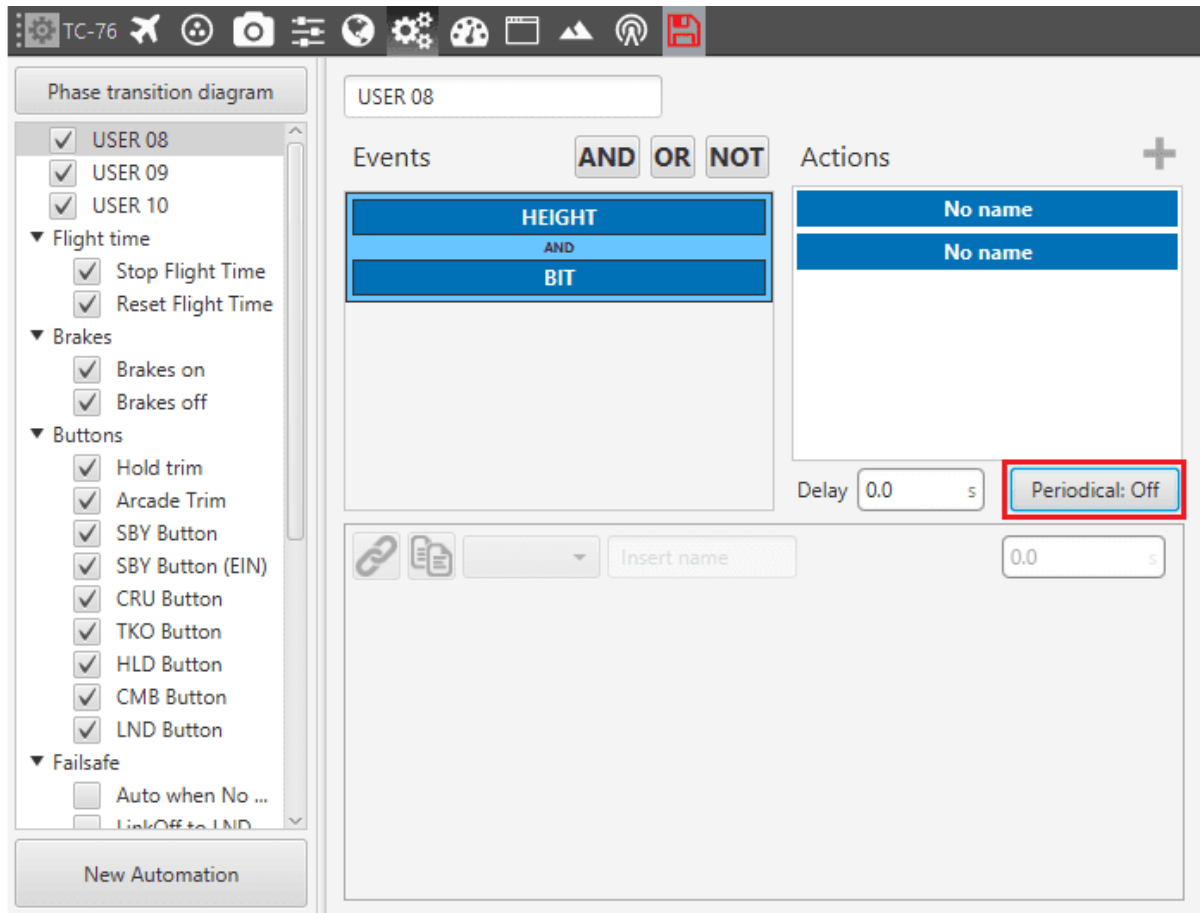 TC-76
Phase transition diagram
USER 08
USER 09
USER 10
Flight time
Stop Flight Time
Reset Flight Time
Brakes
Brakes on
Brakes off
Buttons
Hold trim
Arcade Trim
SBY Button
SBY Button (EIN)
CRU Button
TKO Button
HLD Button
CMB Button
LND Button
Failsafe
Auto when No ...
LinkOff to LND
New Automation
USER 08
Events AND OR NOT
HEIGHT
AND
BIT
Actions
No name
No name
Delay 0.0 s Periodical: Off
Insert name 0.0 s